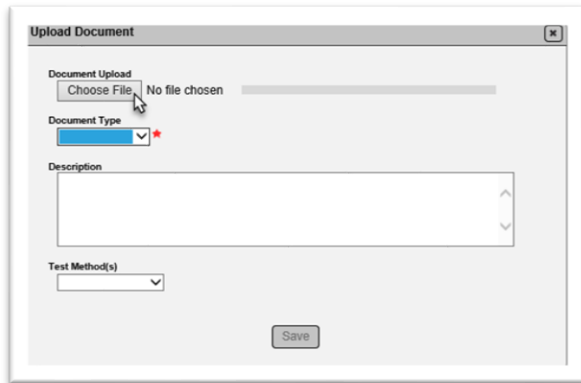 Upload Document
Document Upload
Choose File No file chosen
Document Type
Description
Test Method(s)
Save